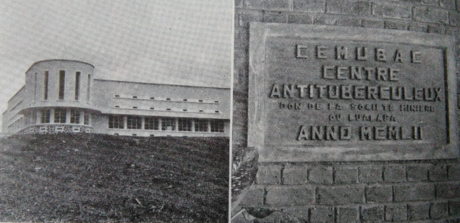 CEMUBAC
CENTRE
ANTITUBERCULEUX
DON DE LA SOCIETE MINIERE
DU LUALABA
ANNO MCMLII